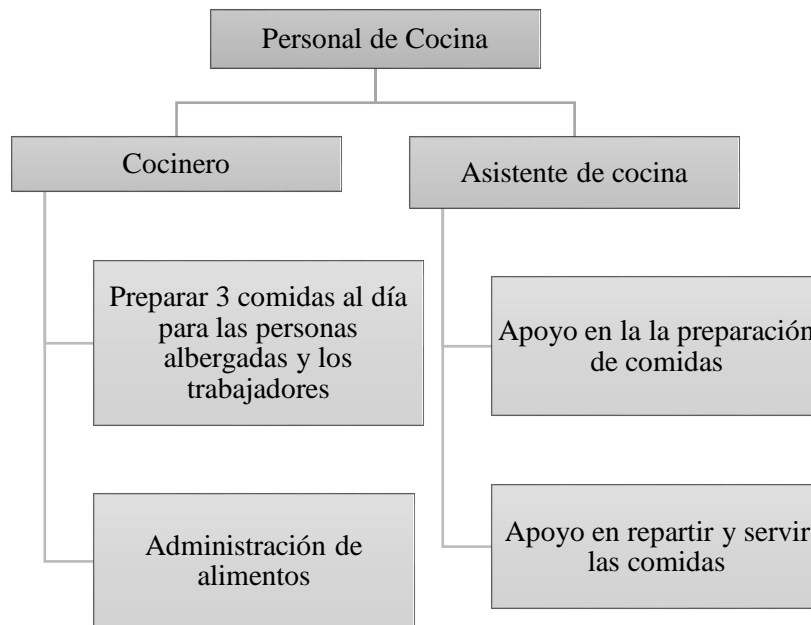 Personal de Cocina
Cocinero
Asistente de cocina
Preparar 3 comidas al día
para las personas
albergadas y los
trabajadores
Administración de
alimentos
Apoyo en la la preparación
de comidas
Apoyo en repartir y servir
las comidas